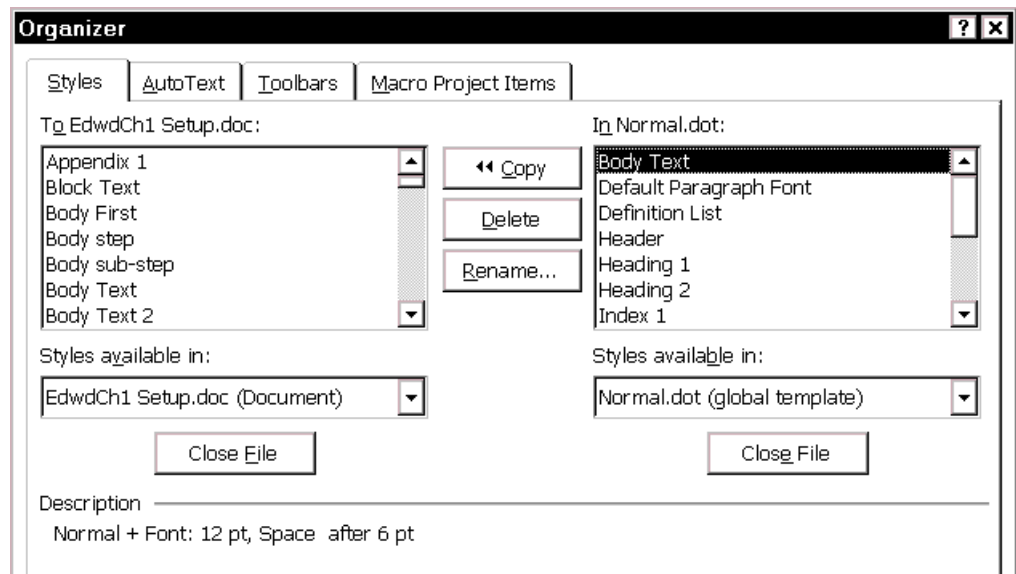 Organizer
Styles AutoText Toolbars Macro Project Items
To EdwdCh1 Setup.doc:
Appendix 1
Block Text
Body First
Body step
Body sub-step
Body Text
Body Text 2
Copy
Delete
Rename...
In Normal.dot:
Body Text
Default Paragraph Font
Definition List
Header
Heading 1
Heading 2
Index 1
Styles available in:
EdwdCh1 Setup.doc (Document)
Close File
Styles available in:
Normal.dot (global template)
Close File
Description
Normal + Font: 12 pt, Space after 6 pt